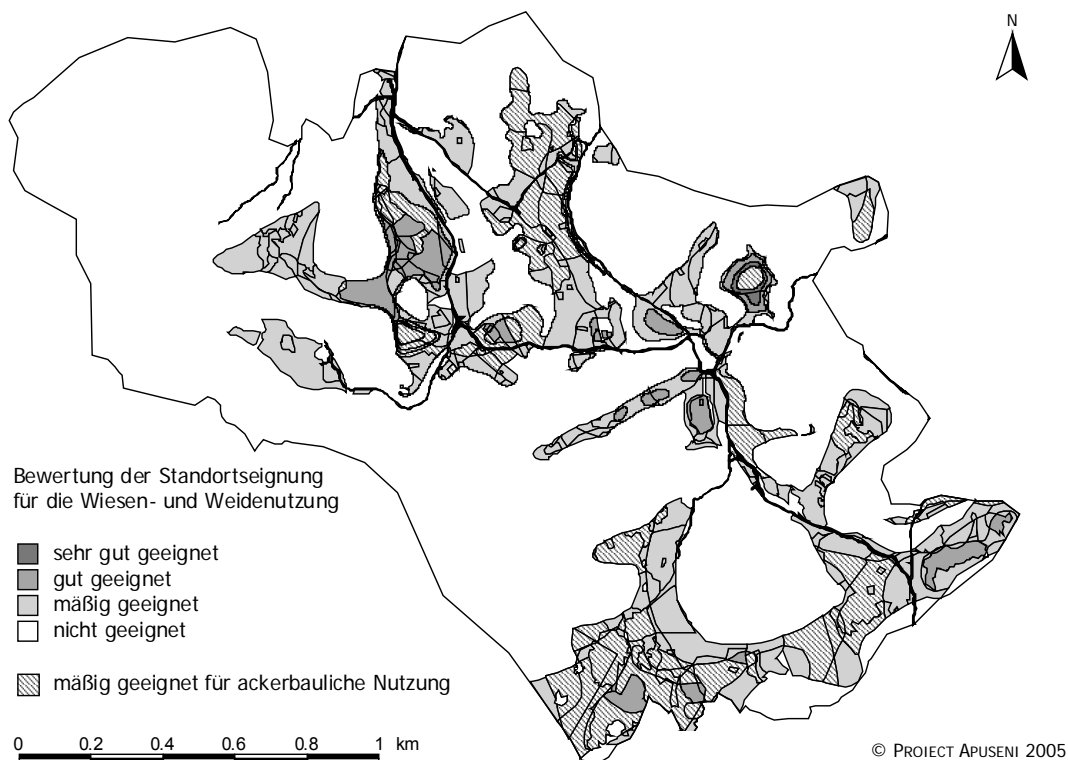 N
Bewertung der Standortseignung
für die Wiesen- und Weidenutzung
sehr gut geeignet
gut geeignet
mäßig geeignet
nicht geeignet
mäßig geeignet für ackerbauliche Nutzung
0 0.2 0.4 0.6 0.8 1 km
© PROIECT APUSENI 2005